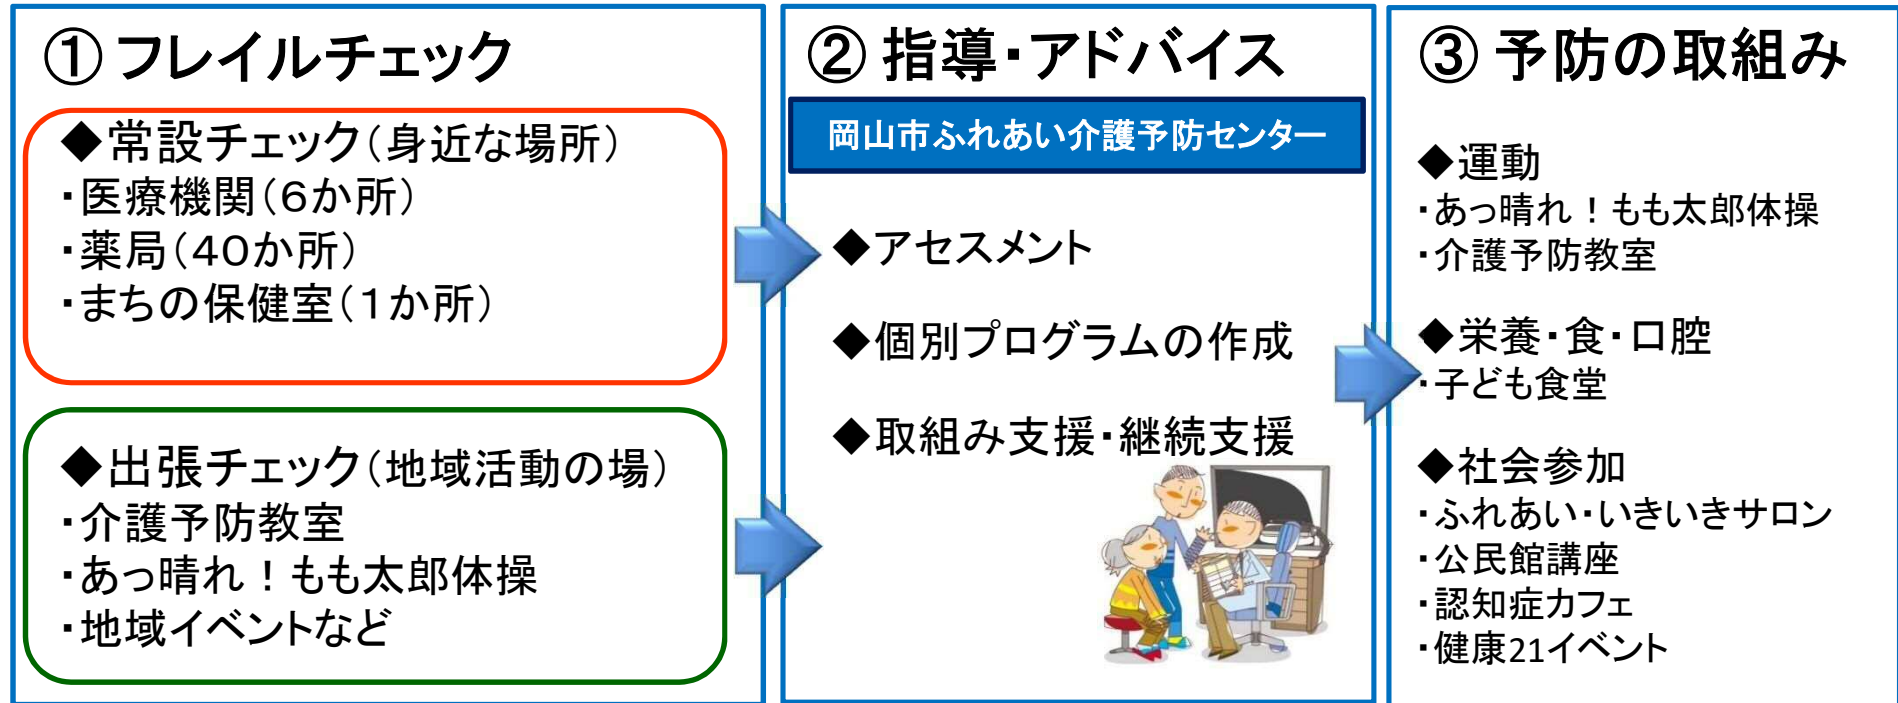 ① フレイルチェック
◆常設チェック(身近な場所)
・医療機関(6か所)
・薬局(40か所)
・まちの保健室(1か所)
◆出張チェック(地域活動の場)
・介護予防教室
・あっ晴れ！もも太郎体操
・地域イベントなど
② 指導・アドバイス
岡山市ふれあい介護予防センター
◆アセスメント
◆個別プログラムの作成
◆取組み支援・継続支援
③ 予防の取組み
◆運動
・あっ晴れ！もも太郎体操
・介護予防教室
◆栄養・食・口腔
・子ども食堂
◆社会参加
・ふれあい・いきいきサロン
・公民館講座
・認知症カフェ
・健康21イベント